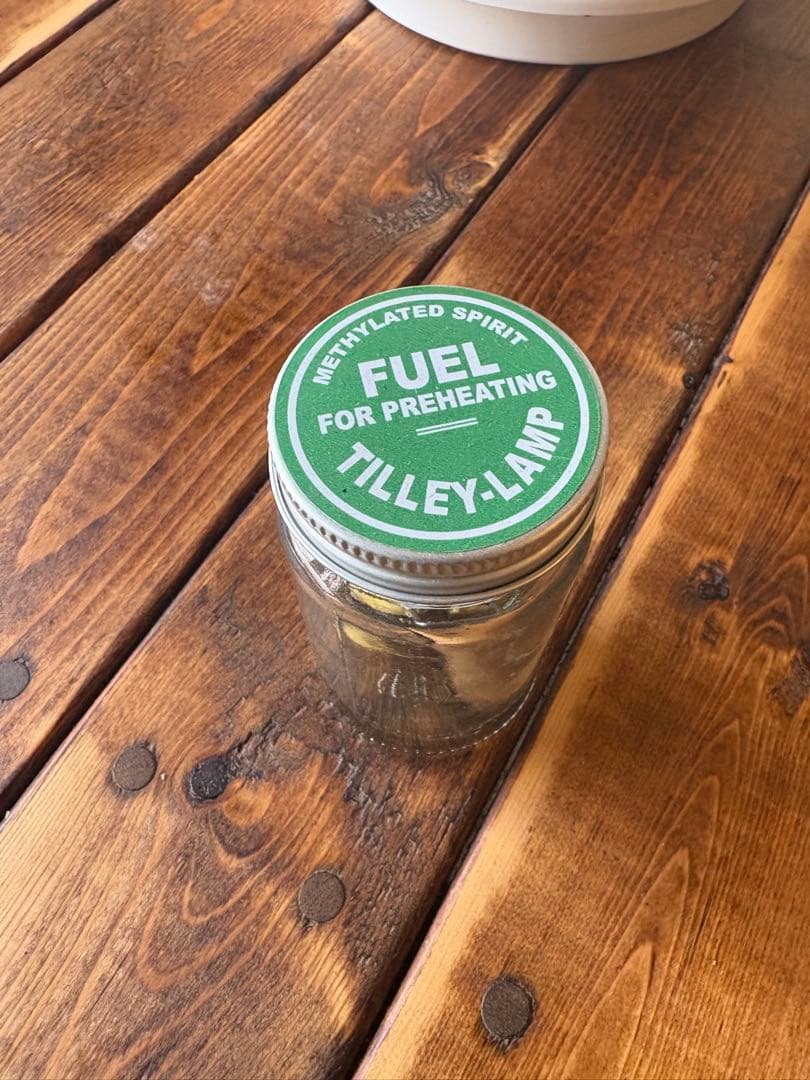 METHYLATED SPIRIT
FUEL
FOR PREHEATING
TILLEY-LAMP